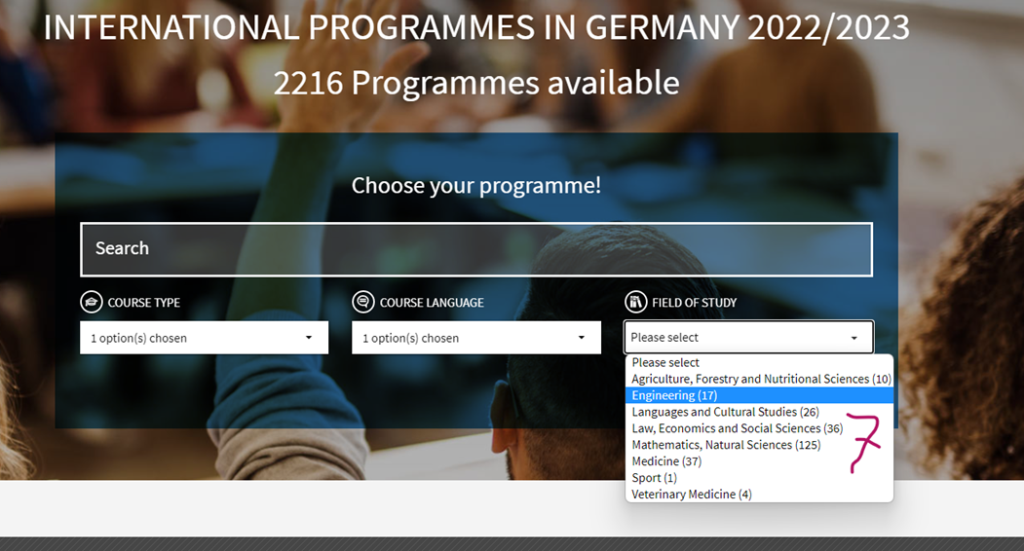 INTERNATIONAL PROGRAMMES IN GERMANY 2022/2023
2216 Programmes available
Choose your programme!
Search
COURSE TYPE
1 option(s) chosen
COURSE LANGUAGE
1 option(s) chosen
FIELD OF STUDY
Please select
Please select
Agriculture, Forestry and Nutritional Sciences (10)
Engineering (17)
Languages and Cultural Studies (26)
Law, Economics and Social Sciences (36)
Mathematics, Natural Sciences (125)
Medicine (37)
Sport (1)
Veterinary Medicine (4)
7